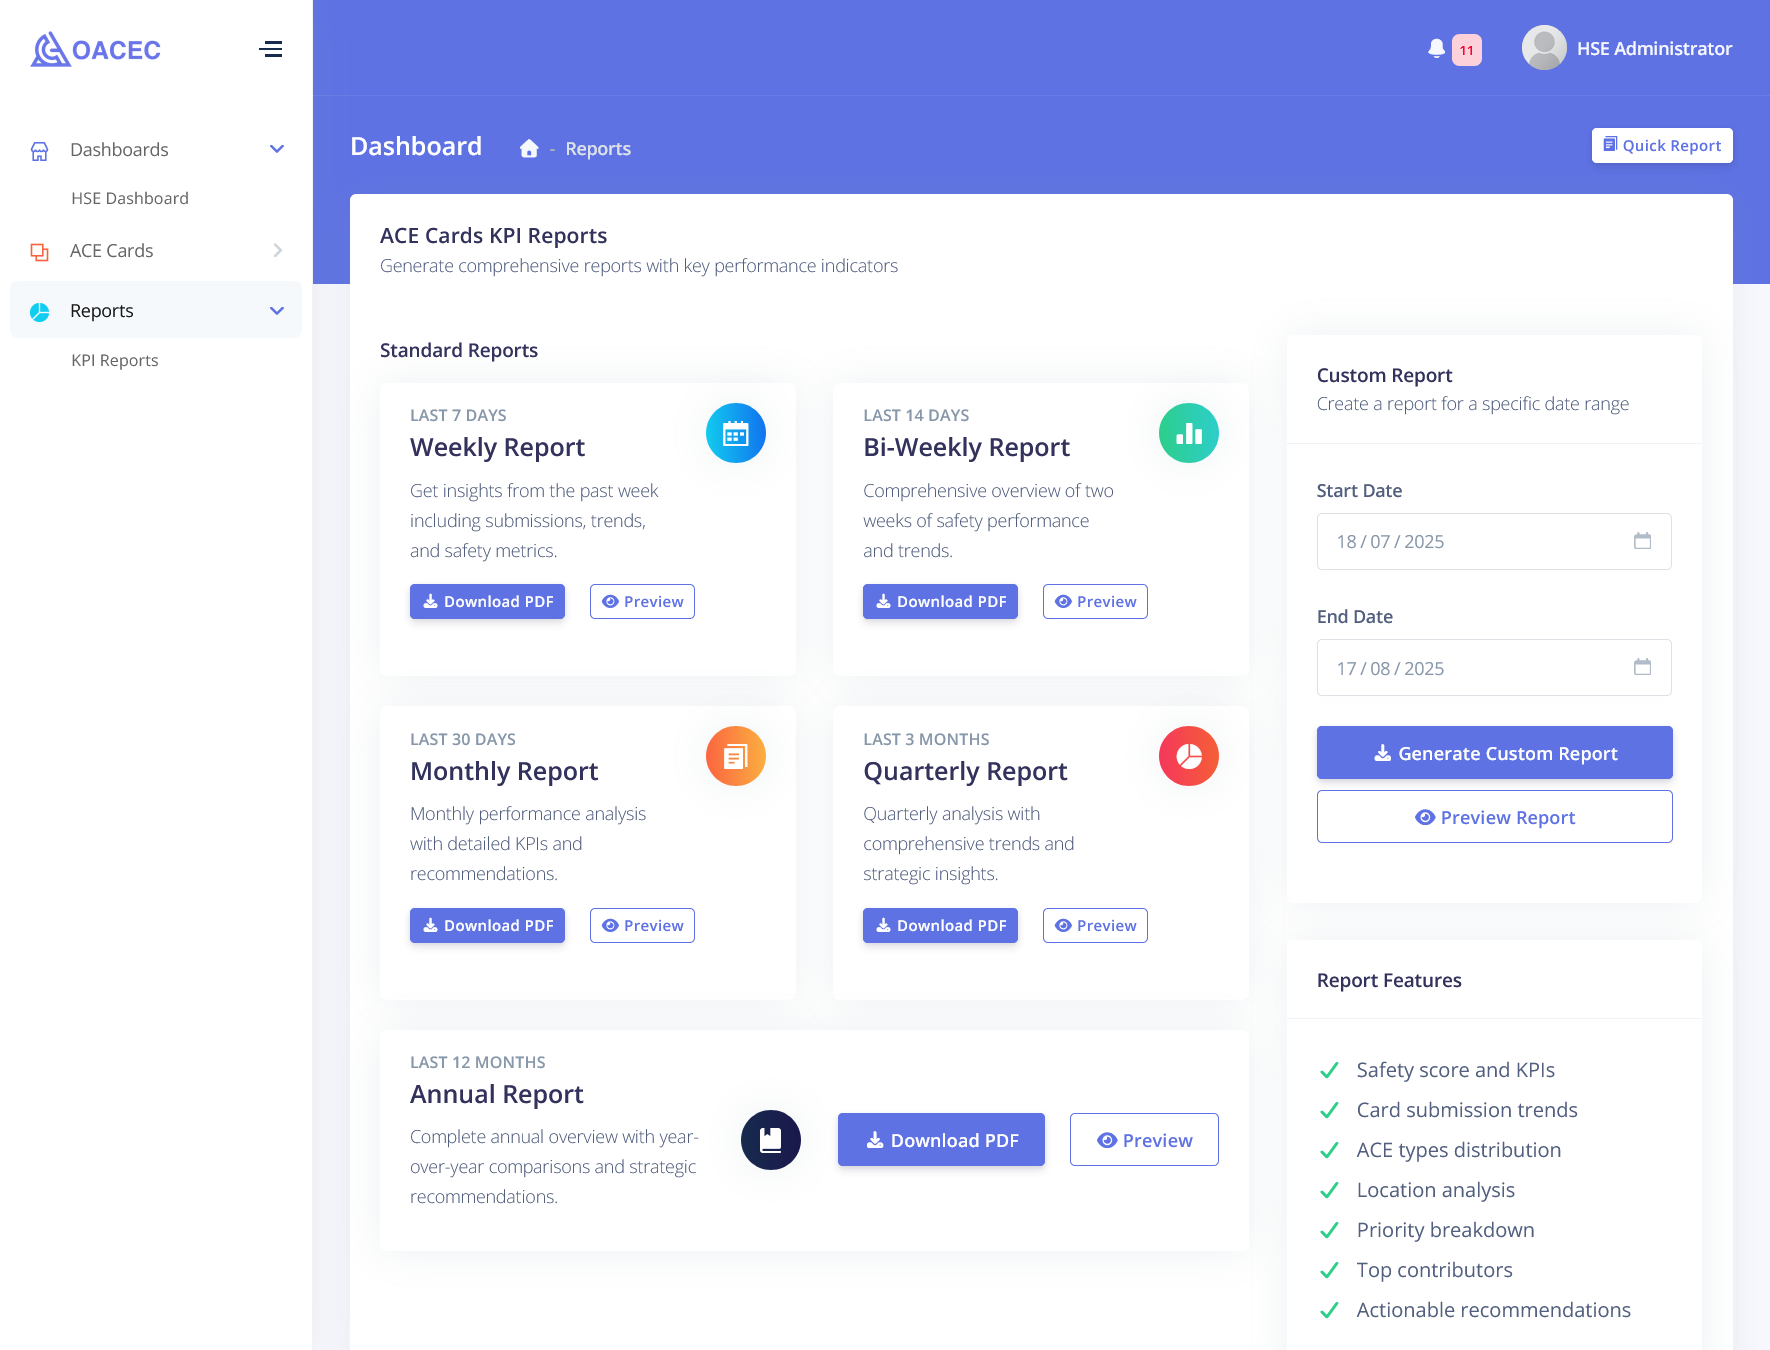 OACEC
Dashboards
HSE Dashboard
ACE Cards
Reports
KPI Reports
11
HSE Administrator
Dashboard
- Reports
Quick Report
ACE Cards KPI Reports
Generate comprehensive reports with key performance indicators
Standard Reports
LAST 7 DAYS
Weekly Report
Get insights from the past week
including submissions, trends,
and safety metrics.
Download PDF
Preview
LAST 14 DAYS
Bi-Weekly Report
Comprehensive overview of two
weeks of safety performance
and trends.
Download PDF
Preview
LAST 30 DAYS
Monthly Report
Monthly performance analysis
with detailed KPIs and
recommendations.
Download PDF
Preview
LAST 3 MONTHS
Quarterly Report
Quarterly analysis with
comprehensive trends and
strategic insights.
Download PDF
Preview
LAST 12 MONTHS
Annual Report
Complete annual overview with year-
over-year comparisons and strategic
recommendations.
Download PDF
Preview
Custom Report
Create a report for a specific date range
Start Date
18 / 07 / 2025
End Date
17 / 08 / 2025
Generate Custom Report
Preview Report
Report Features
Safety score and KPIs
Card submission trends
ACE types distribution
Location analysis
Priority breakdown
Top contributors
Actionable recommendations